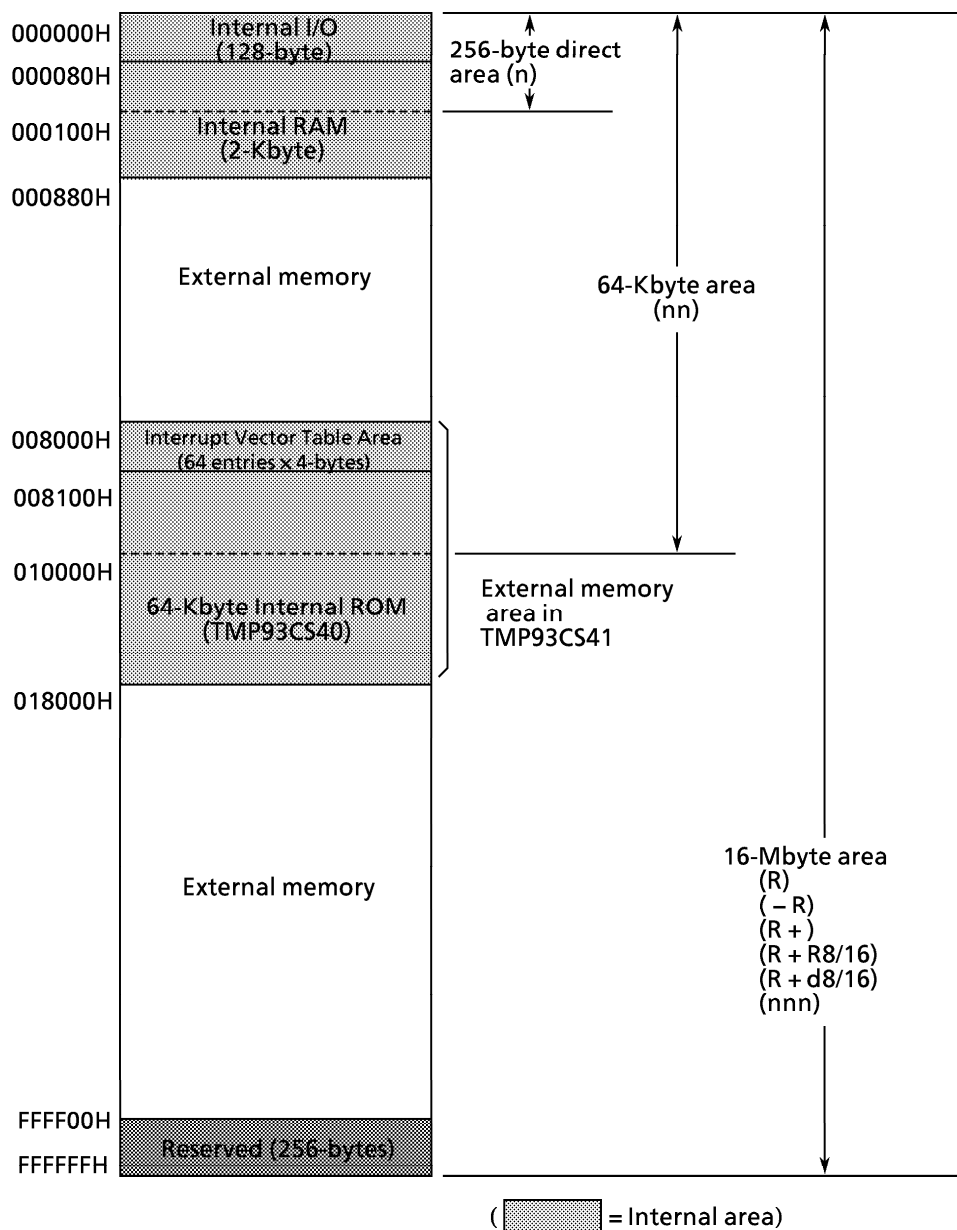 000000H
Internal I/O
(128-byte)
000080H
256-byte direct
area (n)
000100H
Internal RAM
(2-Kbyte)
000880H
External memory
64-Kbyte area
(nn)
008000H
Interrupt Vector Table Area
(64 entries x 4-bytes)
008100H
010000H
64-Kbyte Internal ROM
(TMP93CS40)
External memory
area in
TMP93CS41
018000H
External memory
16-Mbyte area
(R)
( – R)
(R + )
(R + R8/16)
(R + d8/16)
(nnn)
FFFF00H
Reserved (256-bytes)
FFFFFFH
( = Internal area)